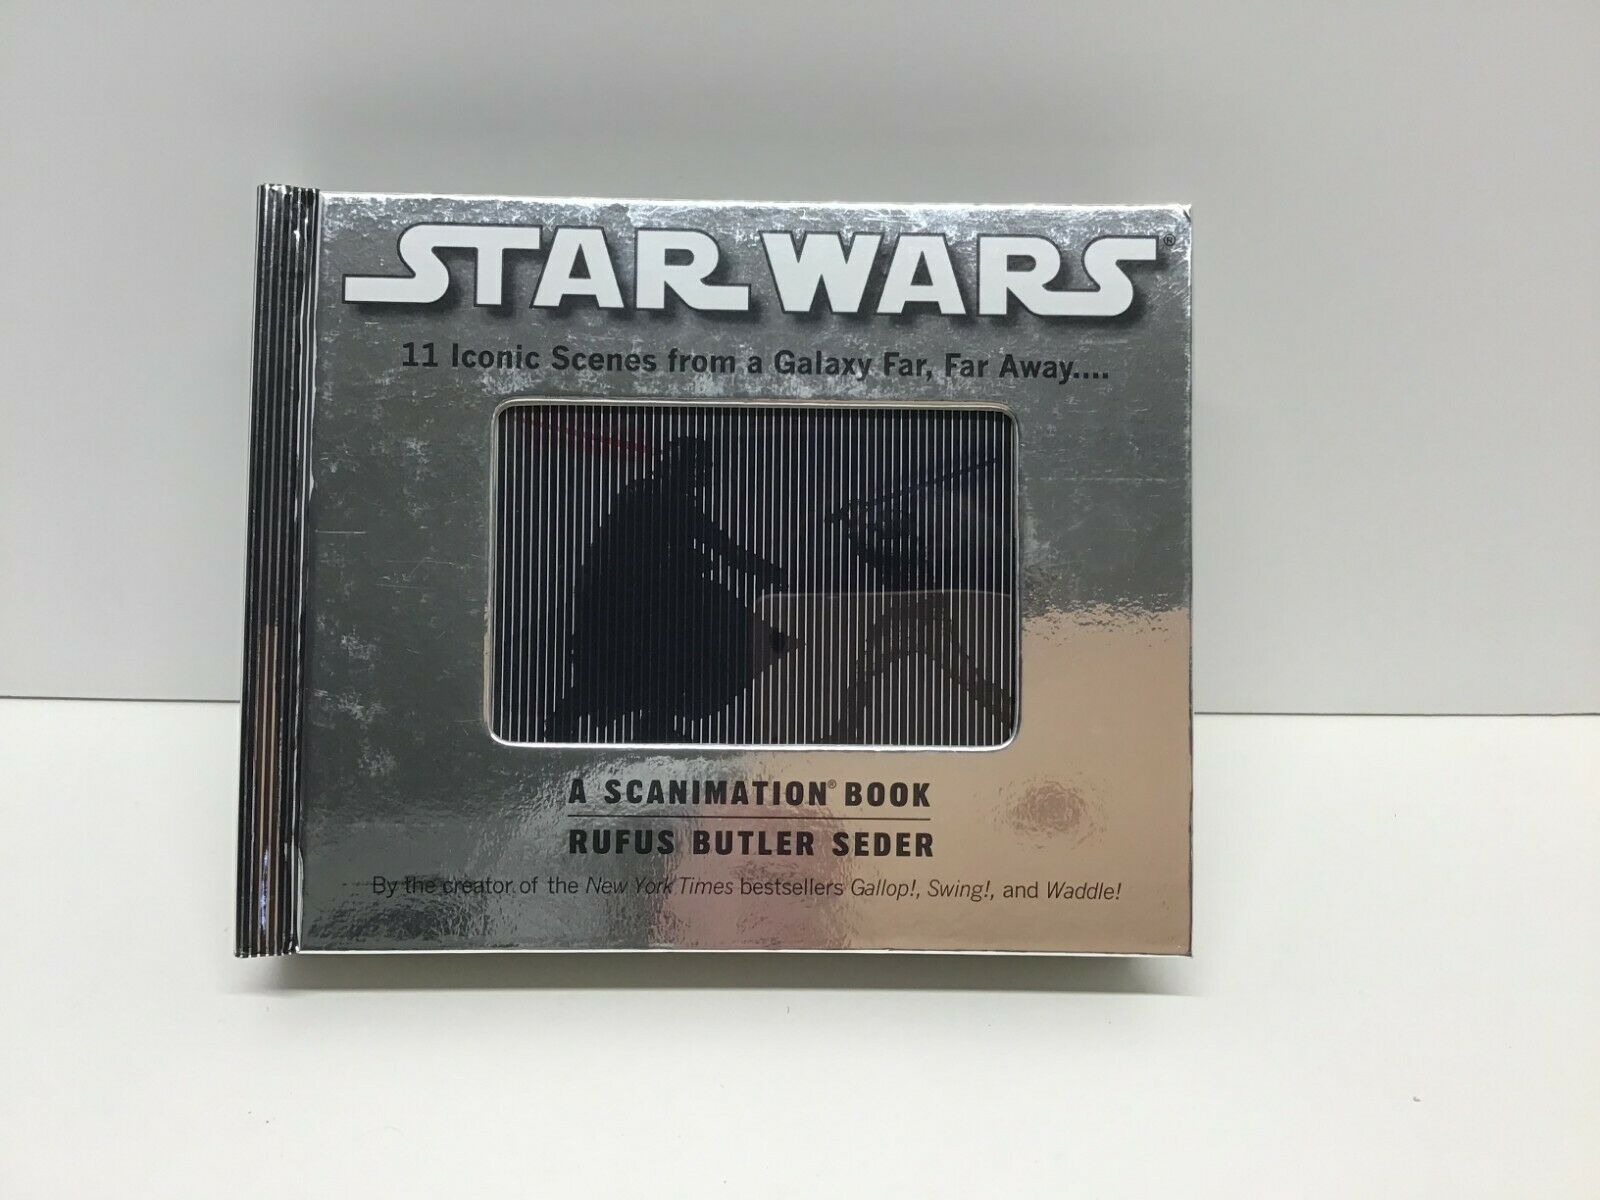 STAR WARS®
11 Iconic Scenes from a Galaxy Far, Far Away....
A SCANIMATION® BOOK
RUFUS BUTLER SEDER
By the creator of the New York Times bestsellers Gallop!, Swing!, and Waddle!